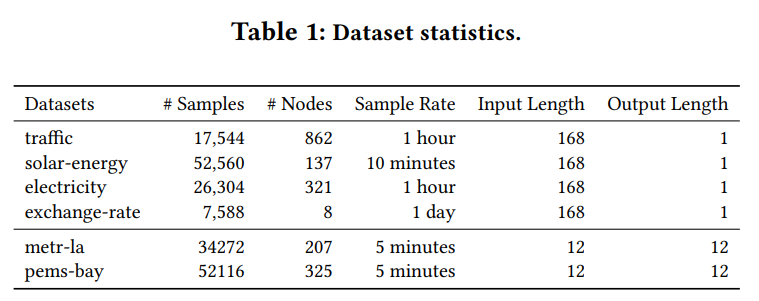 Table 1: Dataset statistics.
Datasets # Samples # Nodes Sample Rate Input Length Output Length
traffic 17,544 862 1 hour 168 1
solar-energy 52,560 137 10 minutes 168 1
electricity 26,304 321 1 hour 168 1
exchange-rate 7,588 8 1 day 168 1
metr-la 34272 207 5 minutes 12 12
pems-bay 52116 325 5 minutes 12 12